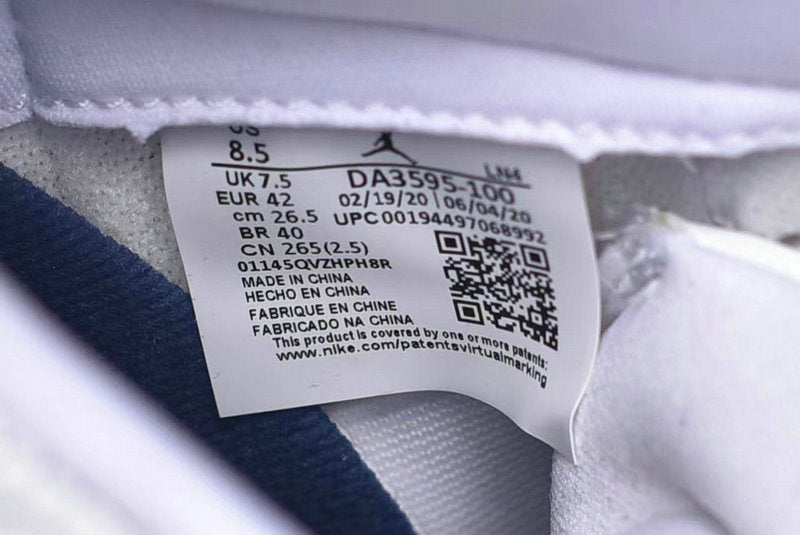 US
8.5
LN4
UK 7.5
DA3595-100
EUR 42
02/19/20 | 06/04/20
cm 26.5
UPC 00194497068992
BR 40
CN 265(2.5)
01145QVZHPH8R
MADE IN CHINA
HECHO EN CHINA
FABRIQUE EN CHINE
FABRICADO NA CHINA
This product is covered by one or more patents:
www.nike.com/patentsvirtualmarking